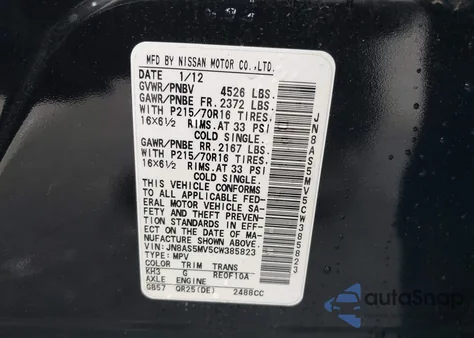 MFD BY NISSAN MOTOR CO.,LTD.
DATE 1/12
GVWR/PNBV 4526 LBS.
GAWR/PNBE FR. 2372 LBS.
WITH P215/70R16 TIRES,
16X6½ RIMS.AT 33 PSI
COLD SINGLE.
GAWR/PNBE RR. 2167 LBS.
WITH P215/70R16 TIRES,
16X6½ RIMS.AT 33 PSI
COLD SINGLE.
THIS VEHICLE CONFORMS
TO ALL APPLICABLE FED-
ERAL MOTOR VEHICLE SA-
FETY AND THEFT PREVEN-
TION STANDARDS IN EFF-
ECT ON THE DATE OF MA-
NUFACTURE SHOWN ABOVE.
VIN: JN8AS5MV5CW385823
TYPE: MPV
COLOR TRIM TRANS
KH3 G RE0F10A
AXLE ENGINE
GB57 QR25(DE) 2488CC
JN8AS5MV5CW385823
autoSnap